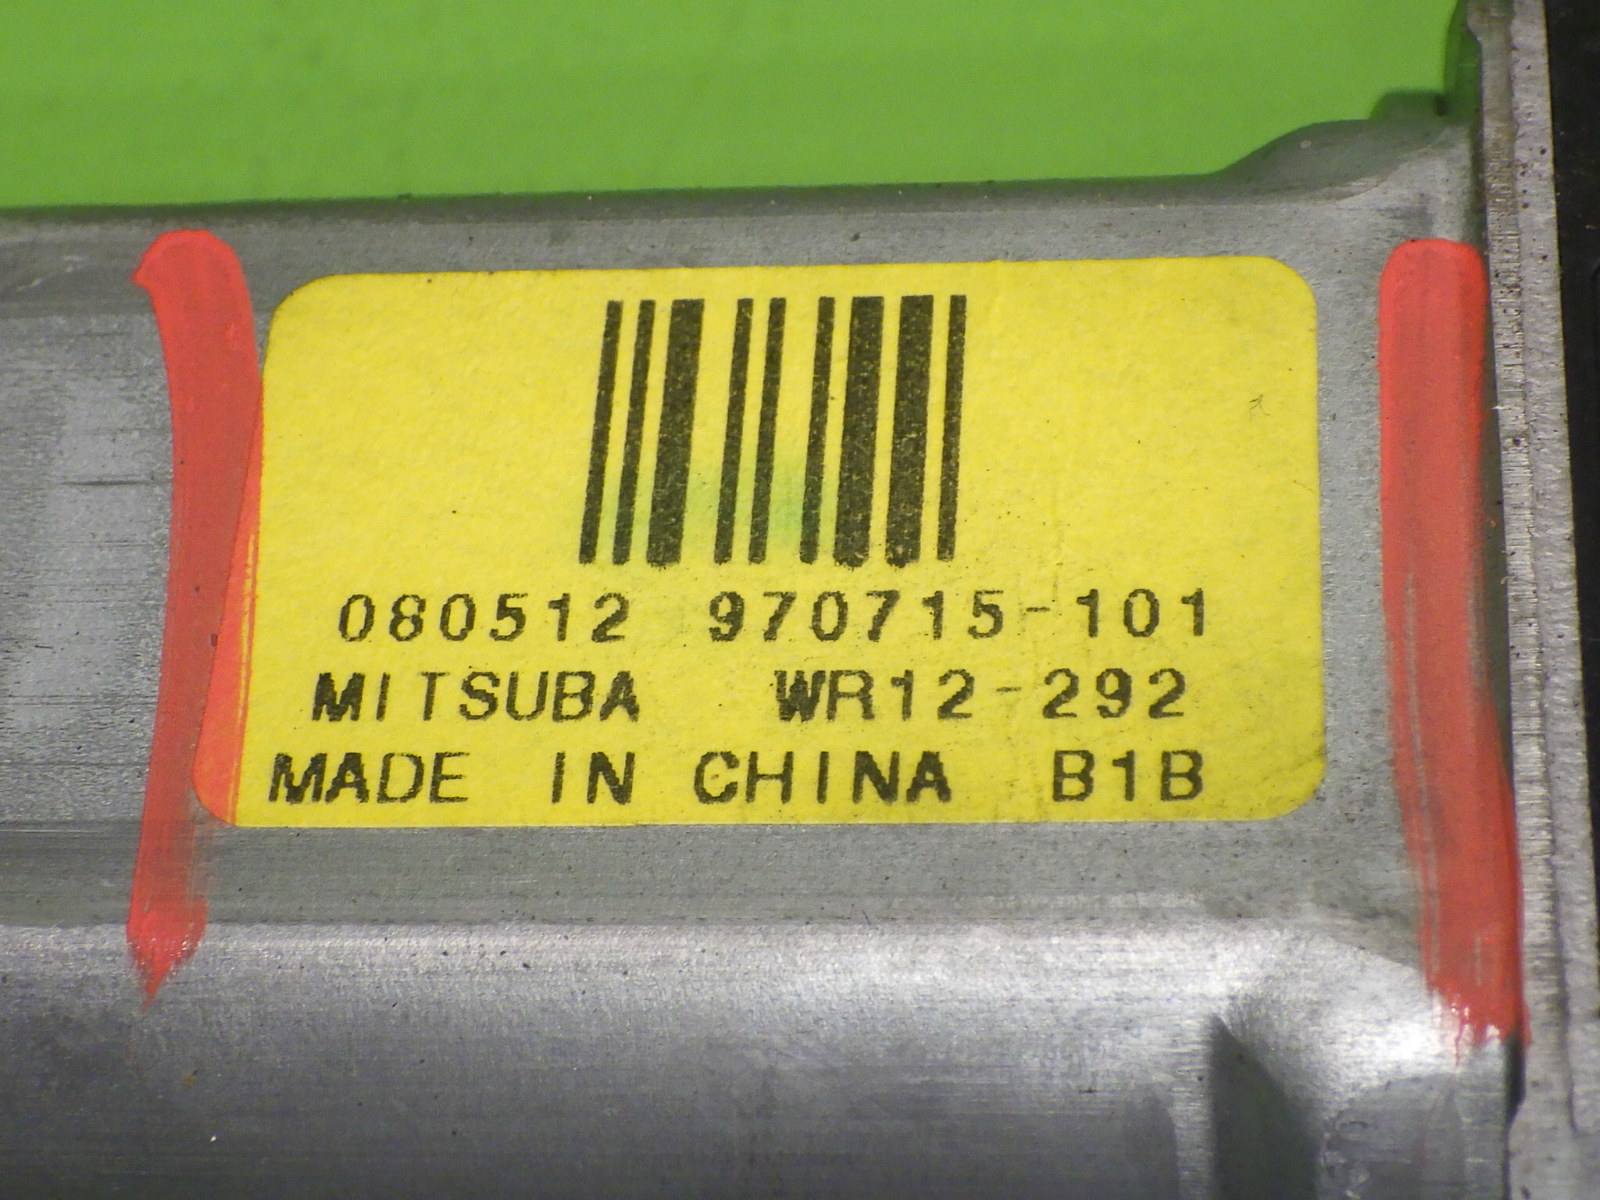 080512 970715-101
MITSUBA WR12-292
MADE IN CHINA B1B